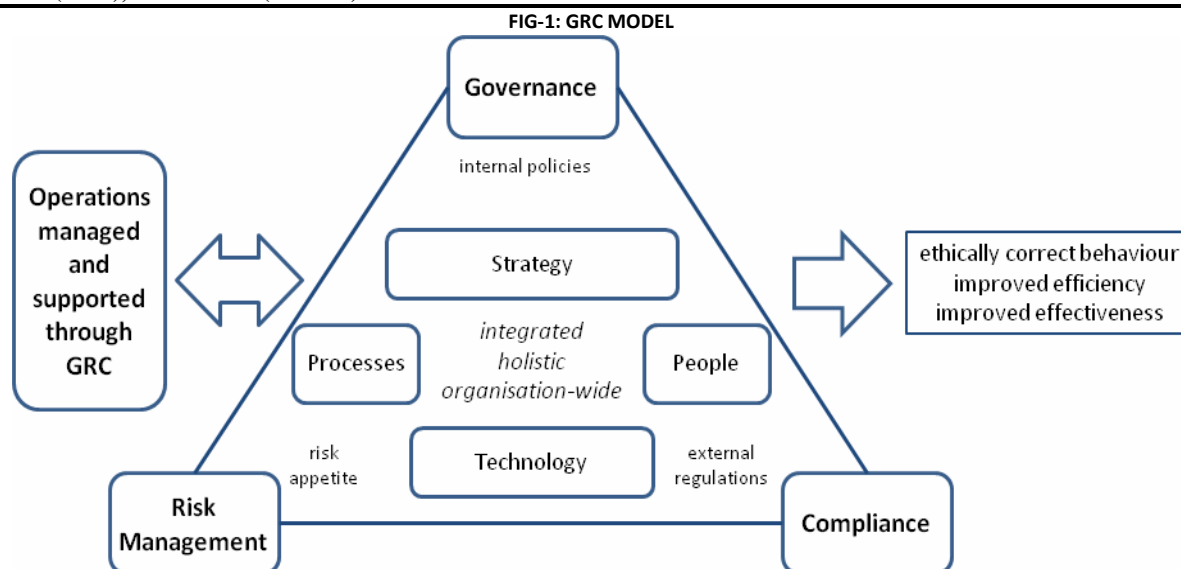 FIG-1: GRC MODEL
Governance
internal policies
Operations
managed
and
supported
through
GRC
Strategy
ethically correct behaviour
improved efficiency
improved effectiveness
integrated
holistic
organisation-wide
Processes
People
risk
appetite
Technology
external
regulations
Risk
Management
Compliance